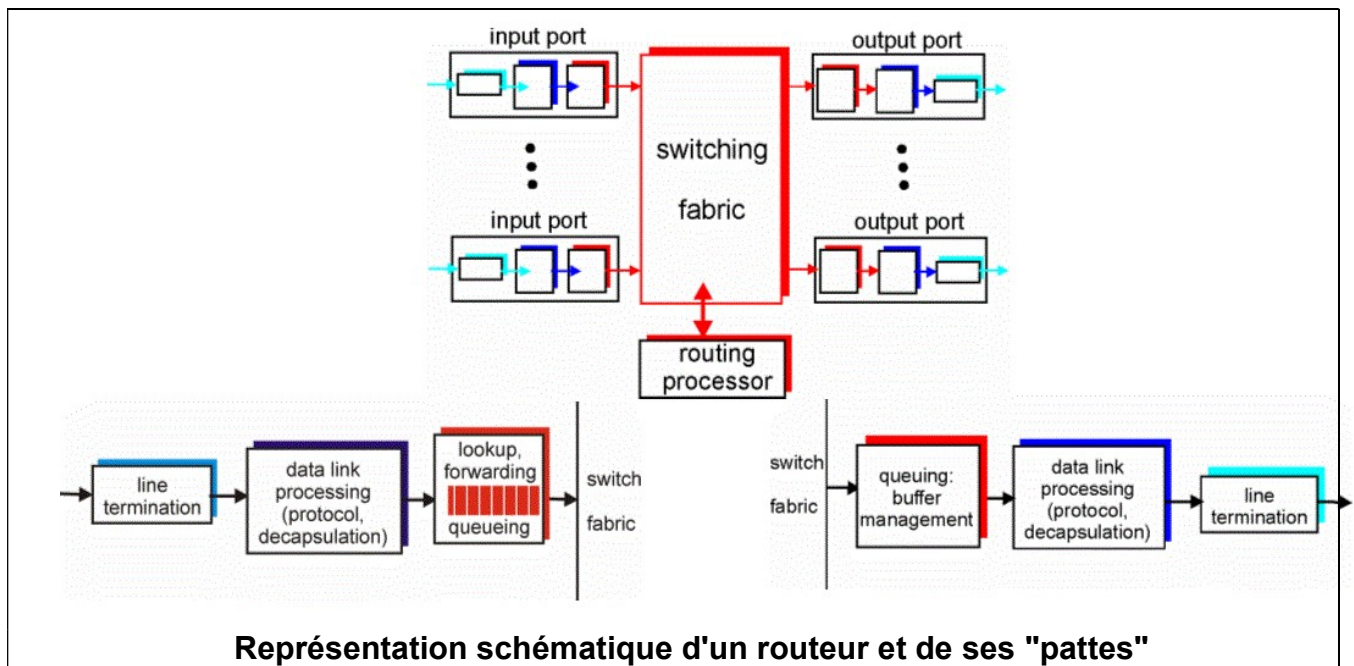 input port
output port
switching
fabric
input port
output port
routing
processor
line
termination
data link
processing
(protocol,
decapsulation)
lookup,
forwarding
queueing
switch
fabric
switch
fabric
queuing:
buffer
management
data link
processing
(protocol,
decapsulation)
line
termination
Représentation schématique d'un routeur et de ses "pattes"